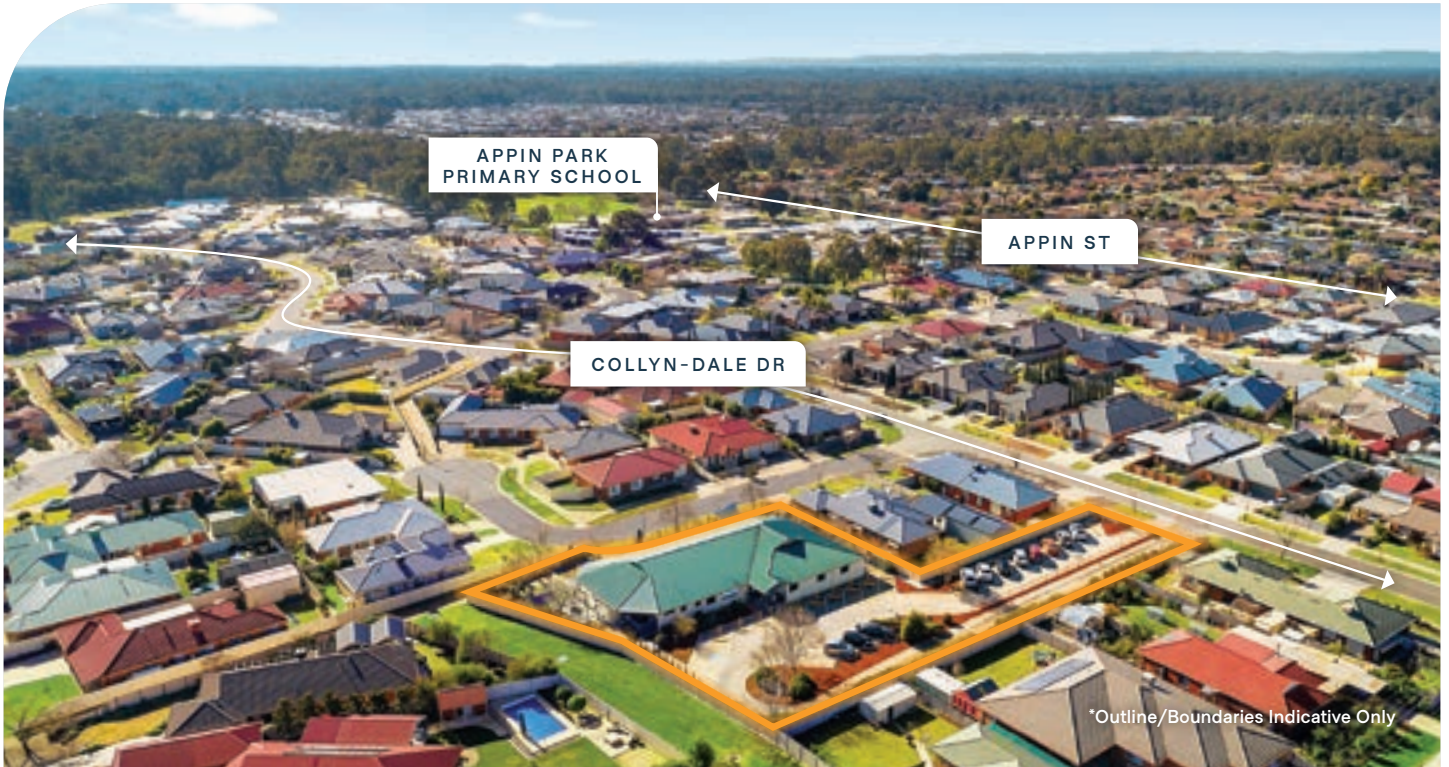 APPIN PARK
PRIMARY SCHOOL
APPIN ST
COLLYN-DALE DR
*Outline/Boundaries Indicative Only